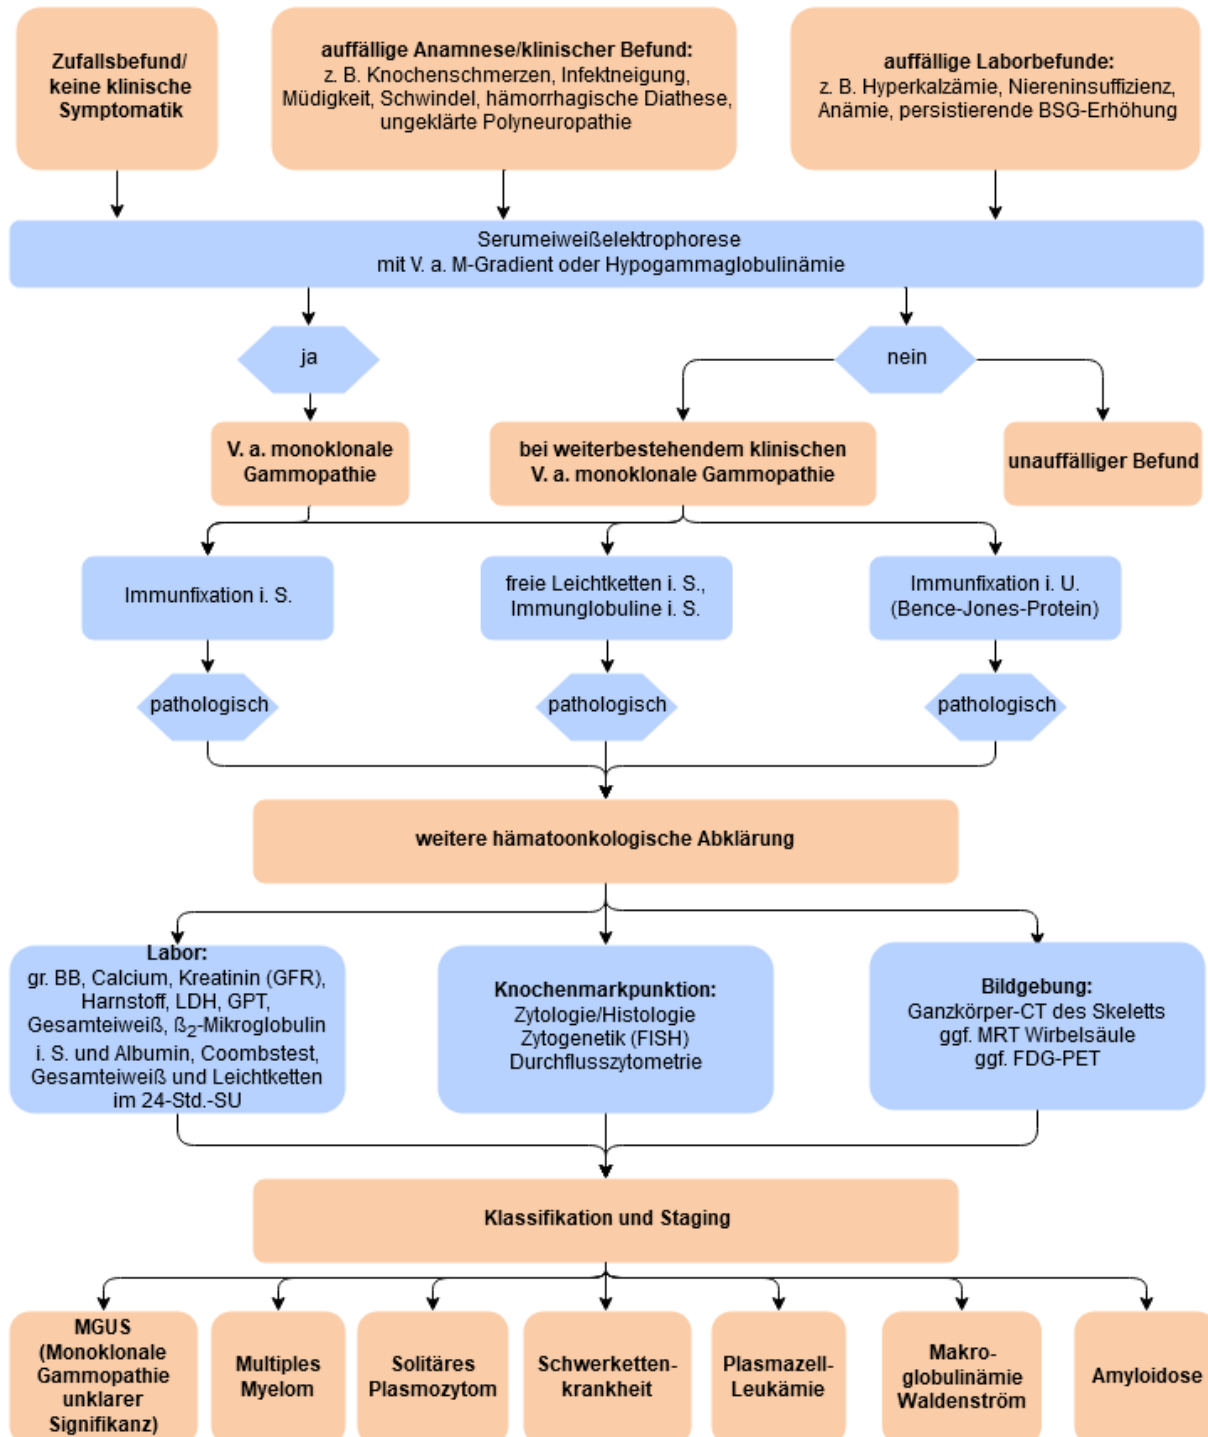 Zufallsbefund/
keine klinische
Symptomatik
auffällige Anamnese/klinischer Befund:
z. B. Knochenschmerzen, Infektneigung,
Müdigkeit, Schwindel, hämorrhagische Diathese,
ungeklärte Polyneuropathie
auffällige Laborbefunde:
z. B. Hyperkalzämie, Niereninsuffizienz,
Anämie, persistierende BSG-Erhöhung
Serumeiweißelektrophorese
mit V. a. M-Gradient oder Hypogammaglobulinämie
ja
nein
V. a. monoklonale
Gammopathie
bei weiterbestehendem klinischen
V. a. monoklonale Gammopathie
unauffälliger Befund
Immunfixation i. S.
freie Leichtketten i. S.,
Immunglobuline i. S.
Immunfixation i. U.
(Bence-Jones-Protein)
pathologisch
pathologisch
pathologisch
weitere hämatoonkologische Abklärung
Labor:
gr. BB, Calcium, Kreatinin (GFR),
Harnstoff, LDH, GPT,
Gesamteiweiß, ß2-Mikroglobulin
i. S. und Albumin, Coombstest,
Gesamteiweiß und Leichtketten
im 24-Std.-SU
Knochenmarkpunktion:
Zytologie/Histologie
Zytogenetik (FISH)
Durchflusszytometrie
Bildgebung:
Ganzkörper-CT des Skeletts
ggf. MRT Wirbelsäule
ggf. FDG-PET
Klassifikation und Staging
MGUS
(Monoklonale
Gammopathie
unklarer
Signifikanz)
Multiples
Myelom
Solitäres
Plasmozytom
Schwerketten-
krankheit
Plasmazell-
Leukämie
Makro-
globulinämie
Waldenström
Amyloidose